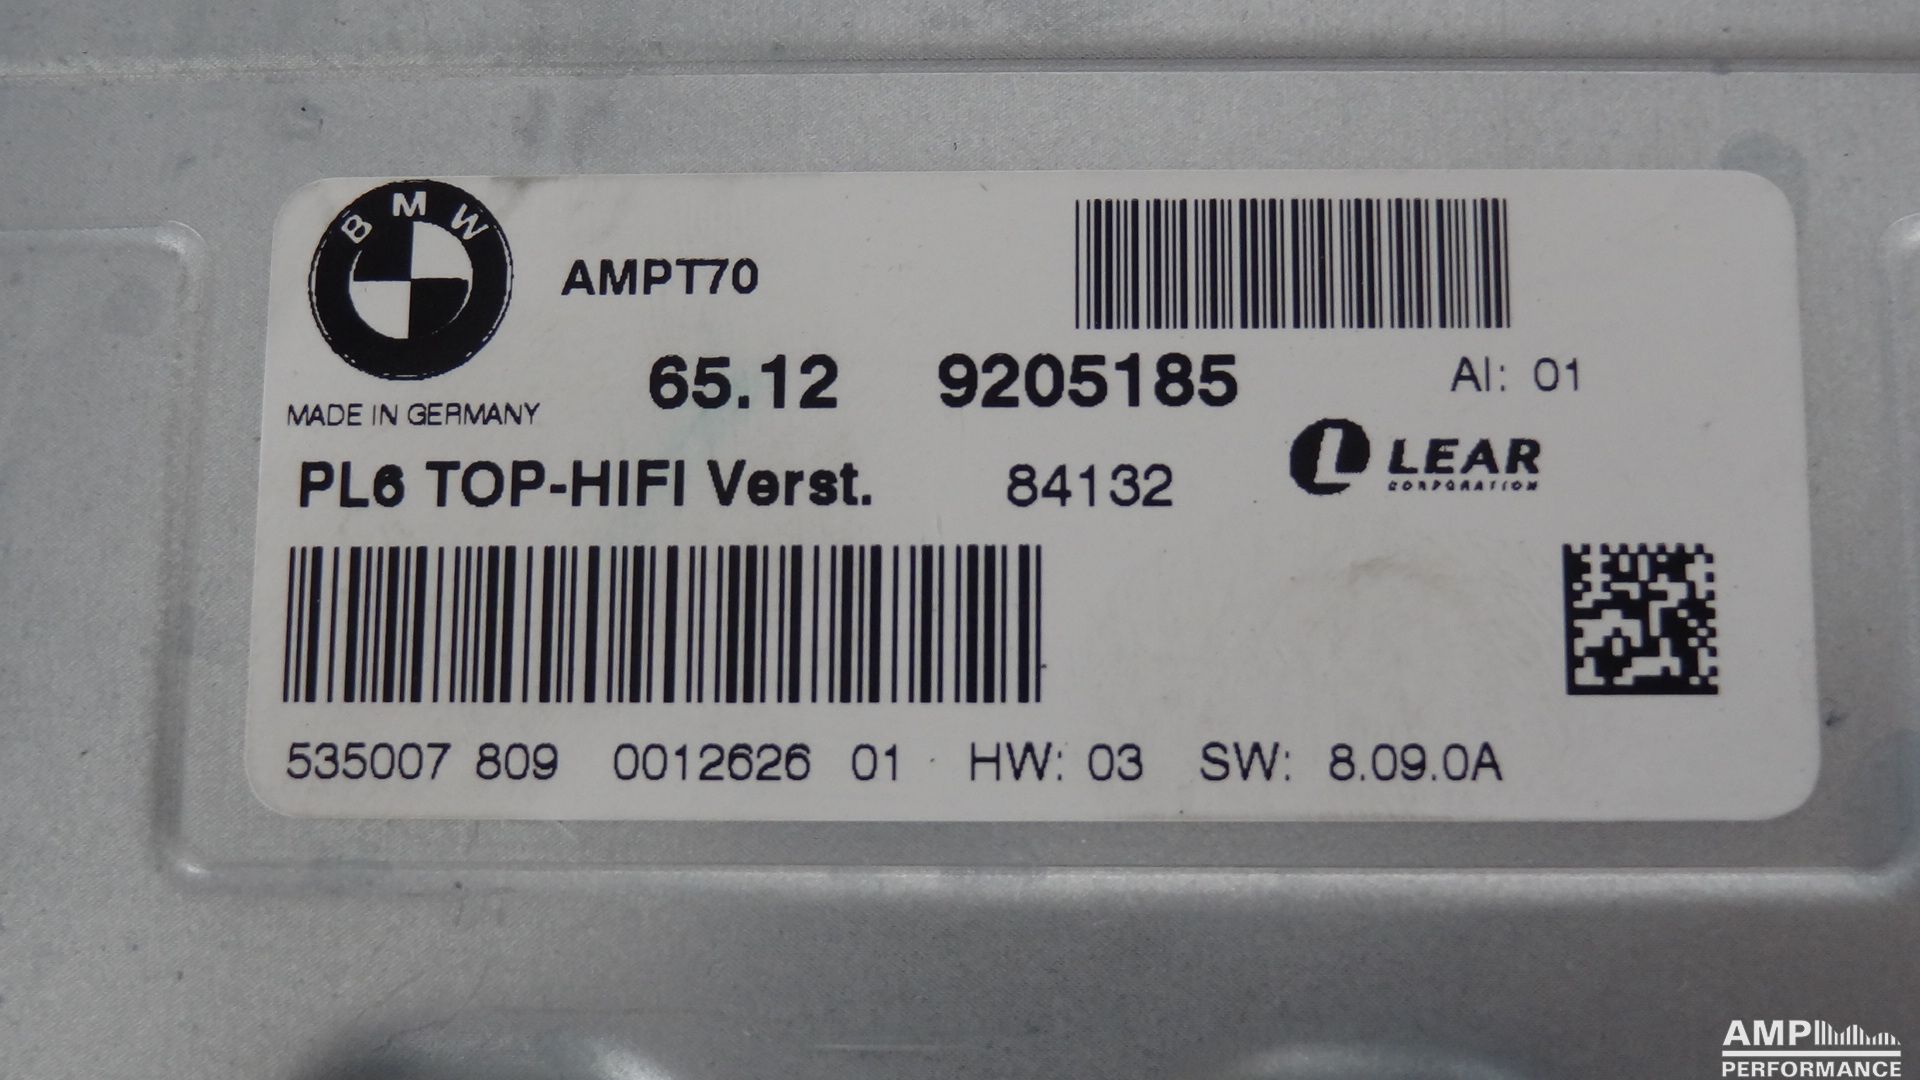 BMW
AMPT70
65.12 9205185 AI: 01
MADE IN GERMANY
PL6 TOP-HIFI Verst. 84132
LEAR
CORPORATION
535007 809 0012626 01 HW: 03 SW: 8.09.0A
AMP
PERFORMANCE